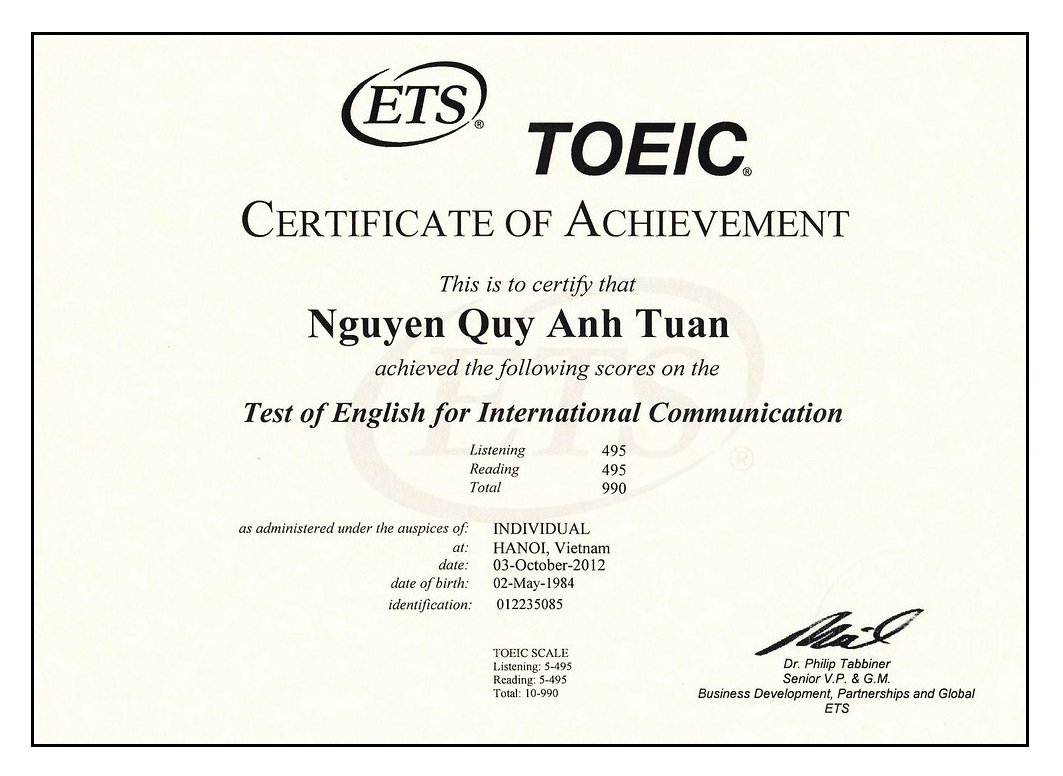 ETS®
TOEIC®
CERTIFICATE OF ACHIEVEMENT
This is to certify that
Nguyen Quy Anh Tuan
achieved the following scores on the
Test of English for International Communication
Listening 495
Reading 495
Total 990
as administered under the auspices of: INDIVIDUAL
at: HANOI, Vietnam
date: 03-October-2012
date of birth: 02-May-1984
identification: 012235085
TOEIC SCALE
Listening: 5-495
Reading: 5-495
Total: 10-990
Dr. Philip Tabbiner
Senior V.P. & G.M.
Business Development, Partnerships and Global
ETS